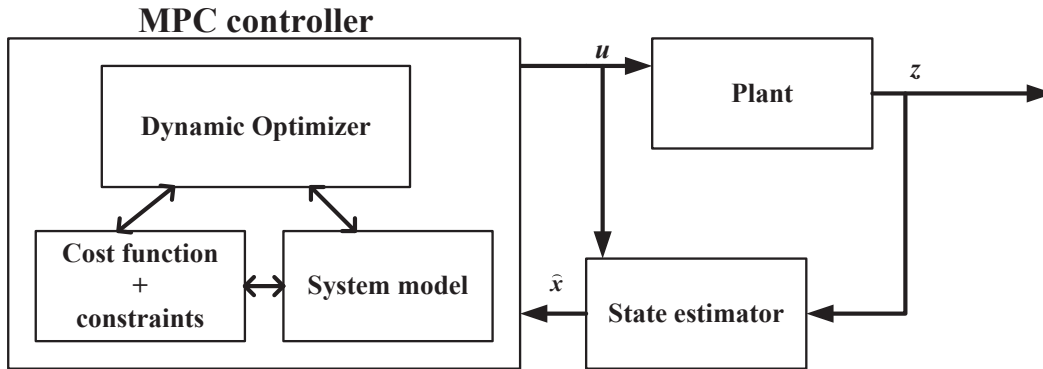 MPC controller
u
z
Plant
Dynamic Optimizer
Cost function
+
constraints
System model
x̂
State estimator